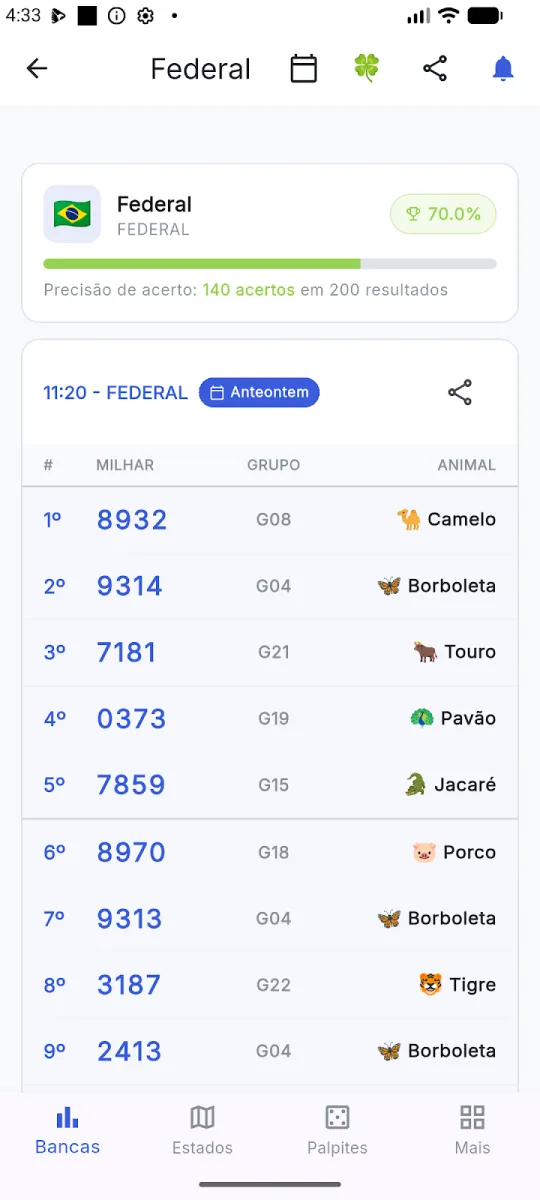 4:33
Federal
Federal
FEDERAL
70.0%
Precisão de acerto: 140 acertos em 200 resultados
11:20 - FEDERAL Anteontem
# MILHAR GRUPO ANIMAL
1º 8932 G08 Camelo
2º 9314 G04 Borboleta
3º 7181 G21 Touro
4º 0373 G19 Pavão
5º 7859 G15 Jacaré
6º 8970 G18 Porco
7º 9313 G04 Borboleta
8º 3187 G22 Tigre
9º 2413 G04 Borboleta
Bancas Estados Palpites Mais